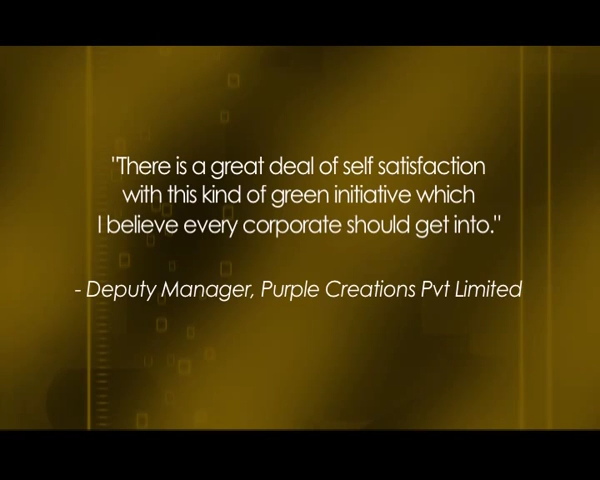 "There is a great deal of self satisfaction
with this kind of green initiative which
I believe every corporate should get into."
- Deputy Manager, Purple Creations Pvt Limited